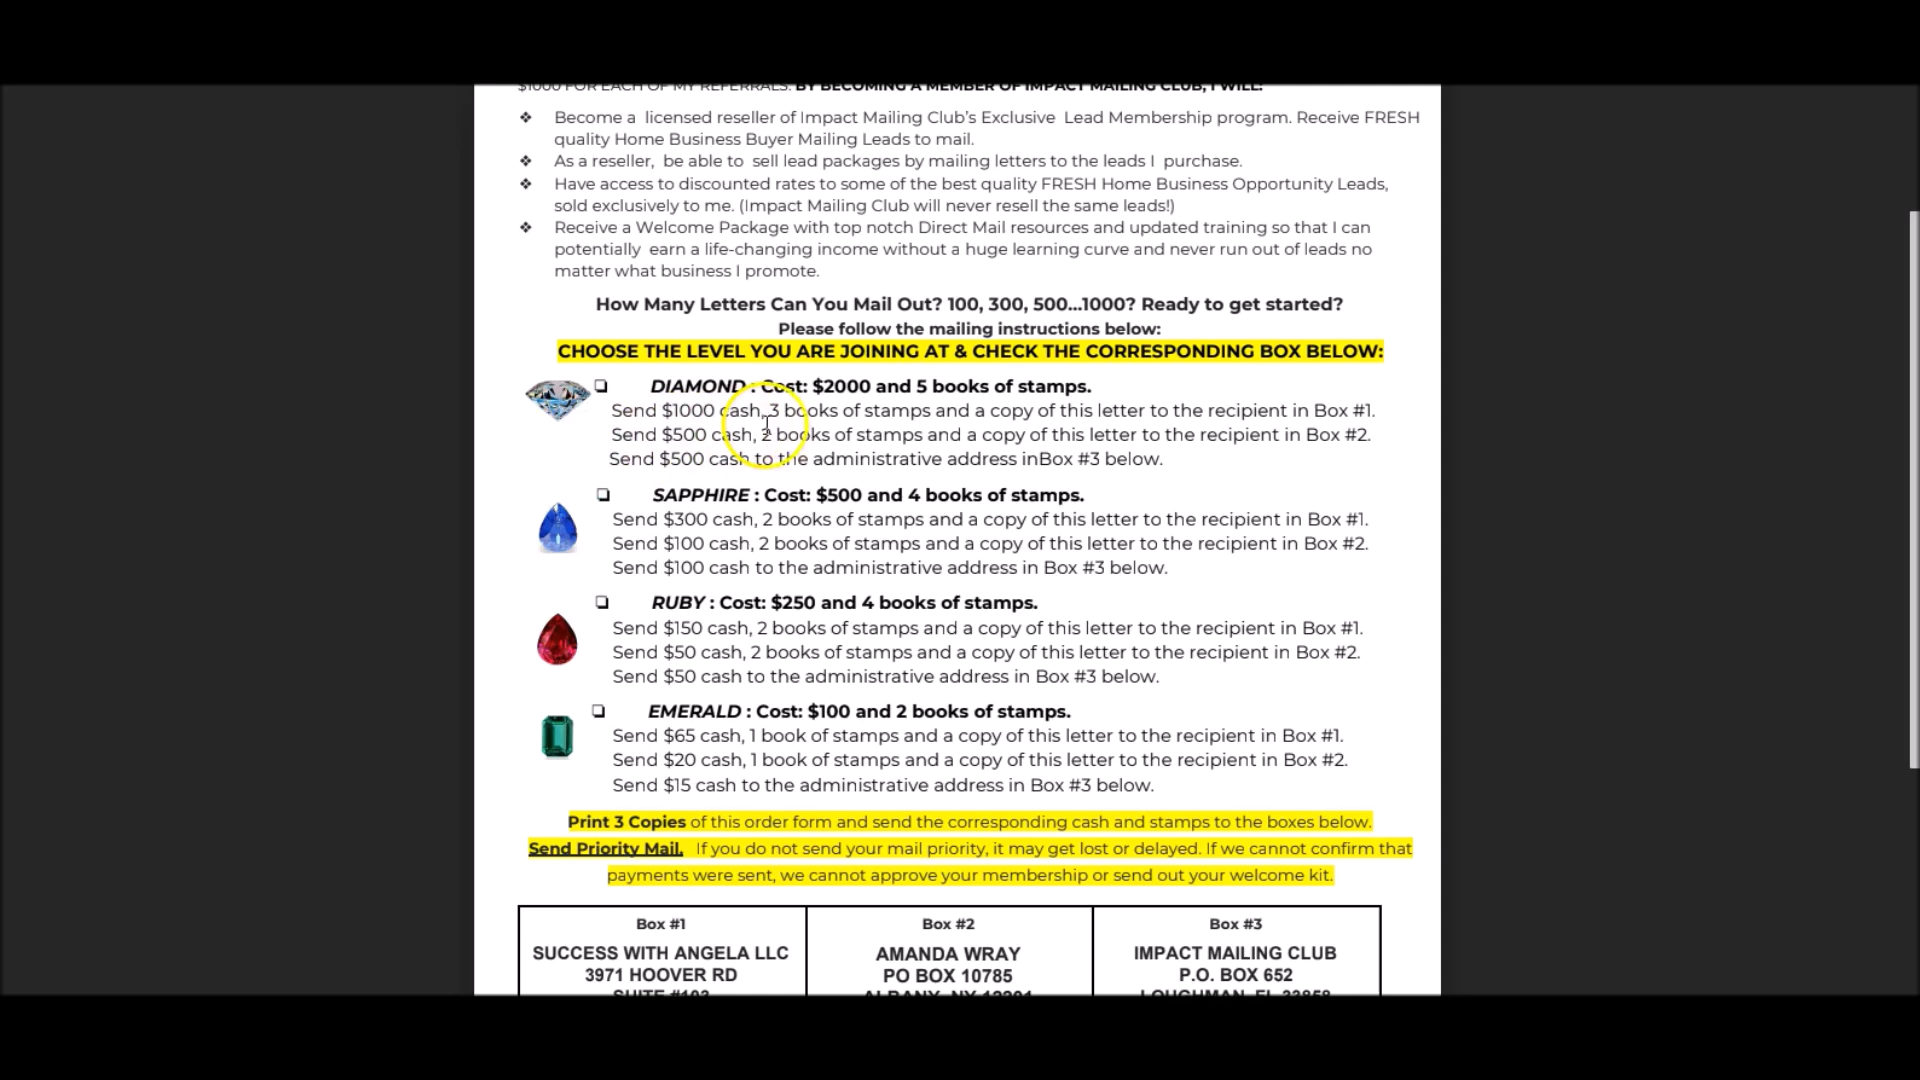 $1000 FOR EACH OF MY REFERRALS. BY BECOMING A MEMBER OF IMPACT MAILING CLUB, I WILL:
❖ Become a licensed reseller of Impact Mailing Club's Exclusive Lead Membership program. Receive FRESH
quality Home Business Buyer Mailing Leads to mail.
❖ As a reseller, be able to sell lead packages by mailing letters to the leads I purchase.
❖ Have access to discounted rates to some of the best quality FRESH Home Business Opportunity Leads,
sold exclusively to me. (Impact Mailing Club will never resell the same leads!)
❖ Receive a Welcome Package with top notch Direct Mail resources and updated training so that I can
potentially earn a life-changing income without a huge learning curve and never run out of leads no
matter what business I promote.
How Many Letters Can You Mail Out? 100, 300, 500...1000? Ready to get started?
Please follow the mailing instructions below:
CHOOSE THE LEVEL YOU ARE JOINING AT & CHECK THE CORRESPONDING BOX BELOW:
❏ DIAMOND : Cost: $2000 and 5 books of stamps.
Send $1000 cash, 3 books of stamps and a copy of this letter to the recipient in Box #1.
Send $500 cash, 2 books of stamps and a copy of this letter to the recipient in Box #2.
Send $500 cash to the administrative address inBox #3 below.
❏ SAPPHIRE : Cost: $500 and 4 books of stamps.
Send $300 cash, 2 books of stamps and a copy of this letter to the recipient in Box #1.
Send $100 cash, 2 books of stamps and a copy of this letter to the recipient in Box #2.
Send $100 cash to the administrative address in Box #3 below.
❏ RUBY : Cost: $250 and 4 books of stamps.
Send $150 cash, 2 books of stamps and a copy of this letter to the recipient in Box #1.
Send $50 cash, 2 books of stamps and a copy of this letter to the recipient in Box #2.
Send $50 cash to the administrative address in Box #3 below.
❏ EMERALD : Cost: $100 and 2 books of stamps.
Send $65 cash, 1 book of stamps and a copy of this letter to the recipient in Box #1.
Send $20 cash, 1 book of stamps and a copy of this letter to the recipient in Box #2.
Send $15 cash to the administrative address in Box #3 below.
Print 3 Copies of this order form and send the corresponding cash and stamps to the boxes below.
Send Priority Mail. If you do not send your mail priority, it may get lost or delayed. If we cannot confirm that
payments were sent, we cannot approve your membership or send out your welcome kit.
Box #1
SUCCESS WITH ANGELA LLC
3971 HOOVER RD
SUITE #103
Box #2
AMANDA WRAY
PO BOX 10785
ALBANY, NY 12201
Box #3
IMPACT MAILING CLUB
P.O. BOX 652
LOUGHMAN, FL 33858